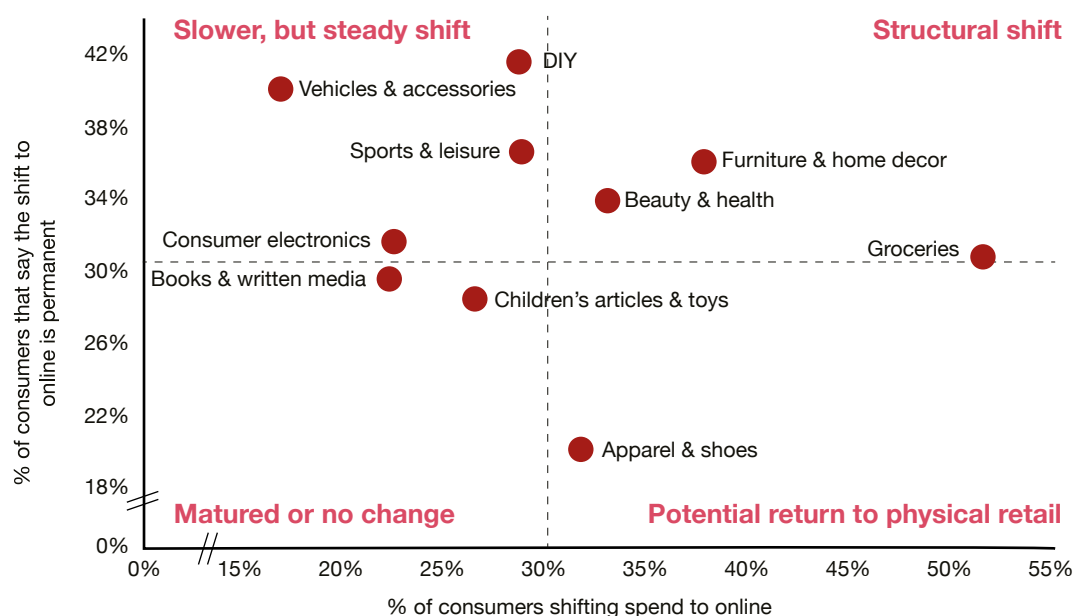 Slower, but steady shift
Structural shift
42%
DIY
Vehicles & accessories
38%
Sports & leisure
Furniture & home decor
34%
Beauty & health
Consumer electronics
Groceries
30%
Books & written media
Children’s articles & toys
26%
22%
Apparel & shoes
18%
Matured or no change
Potential return to physical retail
0%
% of consumers that say the shift to
online is permanent
0% 15% 20% 25% 30% 35% 40% 45% 50% 55%
% of consumers shifting spend to online